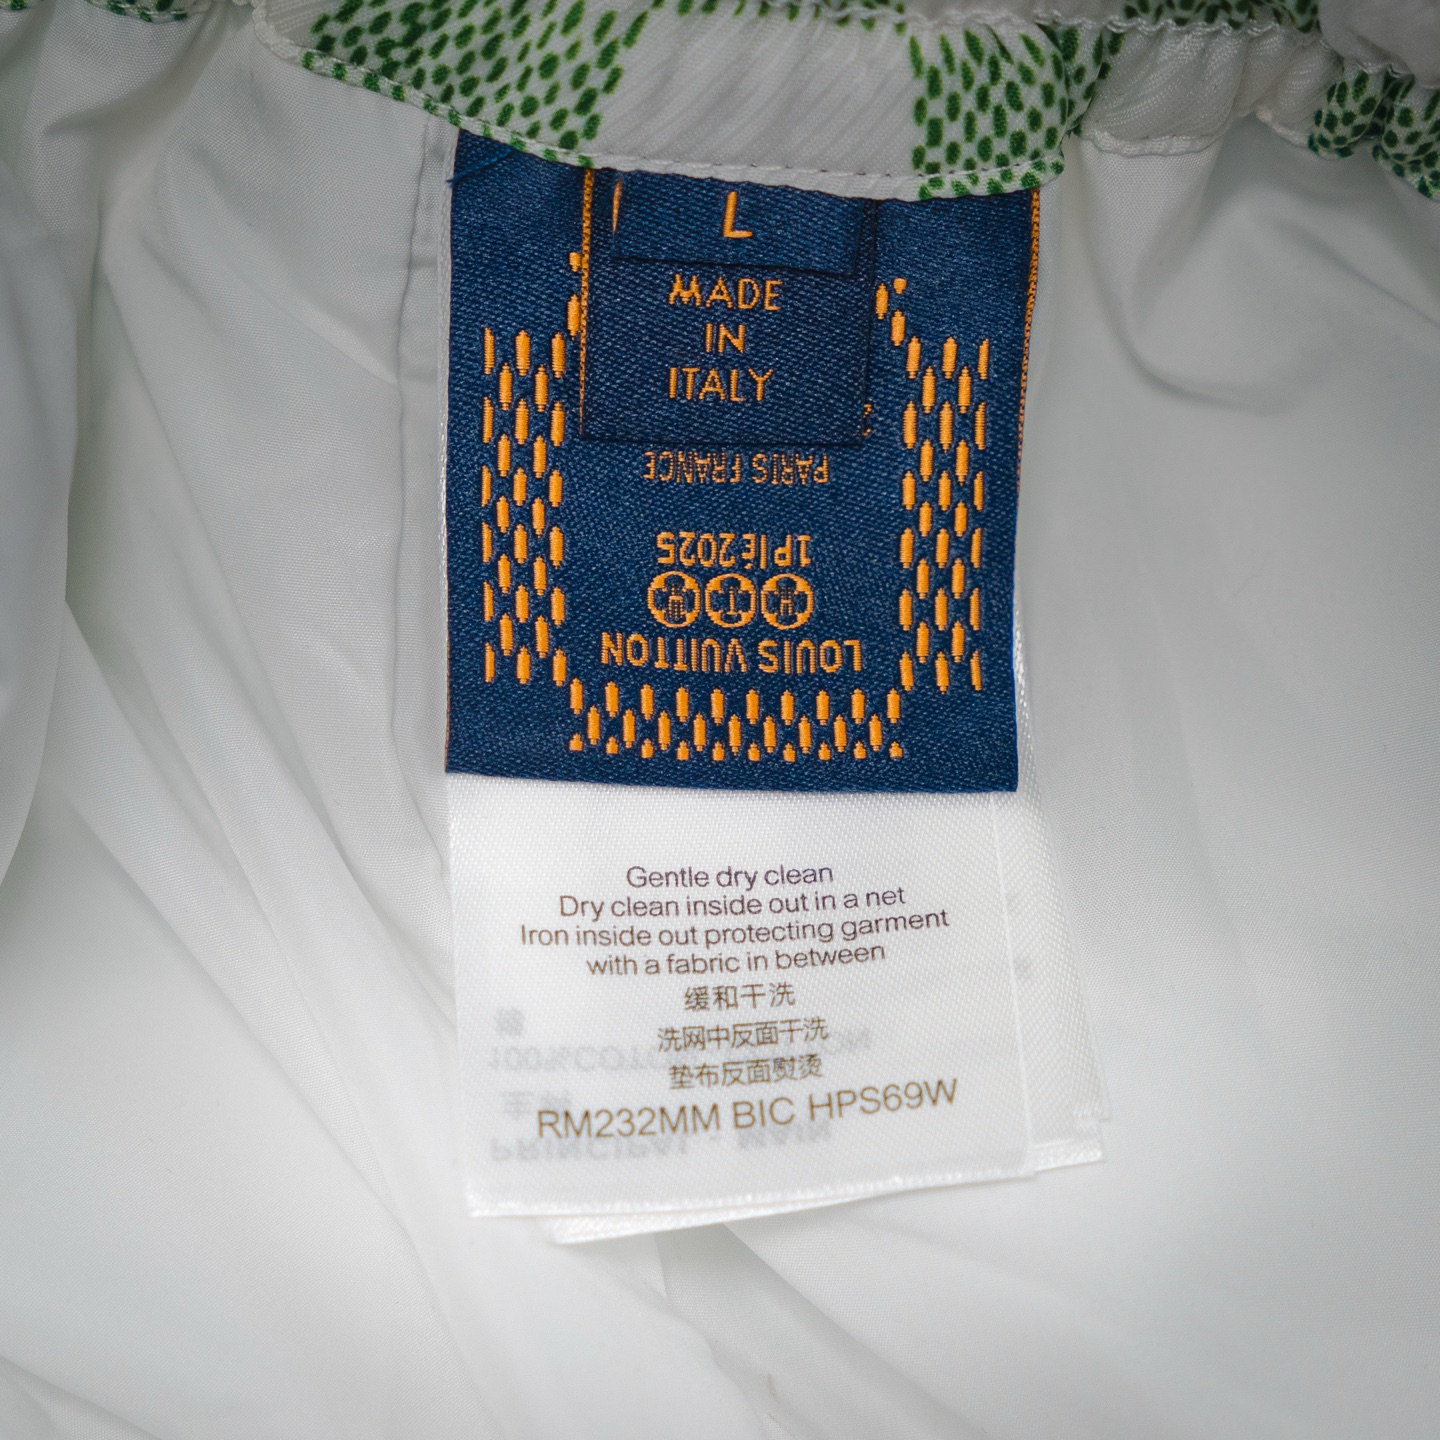 L
MADE
IN
ITALY
PARIS FRANCE
1Plé2025
LOUIS VUITTON
Gentle dry clean
Dry clean inside out in a net
Iron inside out protecting garment
with a fabric in between
缓和干洗
洗网中反面干洗
垫布反面熨烫
RM232MM BIC HPS69W